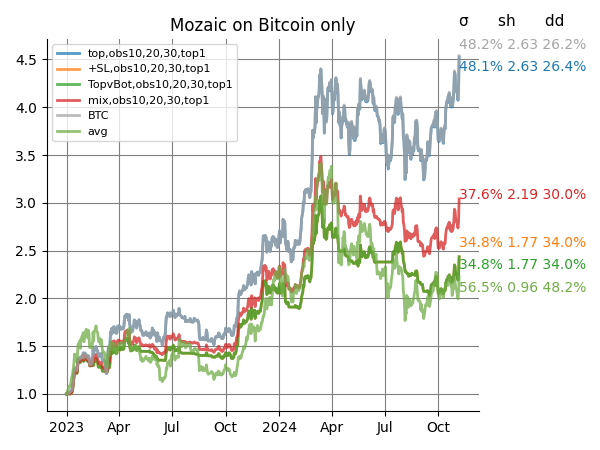 Mozaic on Bitcoin only
σ sh dd
48.2% 2.63 26.2%
48.1% 2.63 26.4%
37.6% 2.19 30.0%
34.8% 1.77 34.0%
34.8% 1.77 34.0%
56.5% 0.96 48.2%
top,obs10,20,30,top1
+SL,obs10,20,30,top1
TopvBot,obs10,20,30,top1
mix,obs10,20,30,top1
BTC
avg
4.5
4.0
3.5
3.0
2.5
2.0
1.5
1.0
2023 Apr Jul Oct 2024 Apr Jul Oct